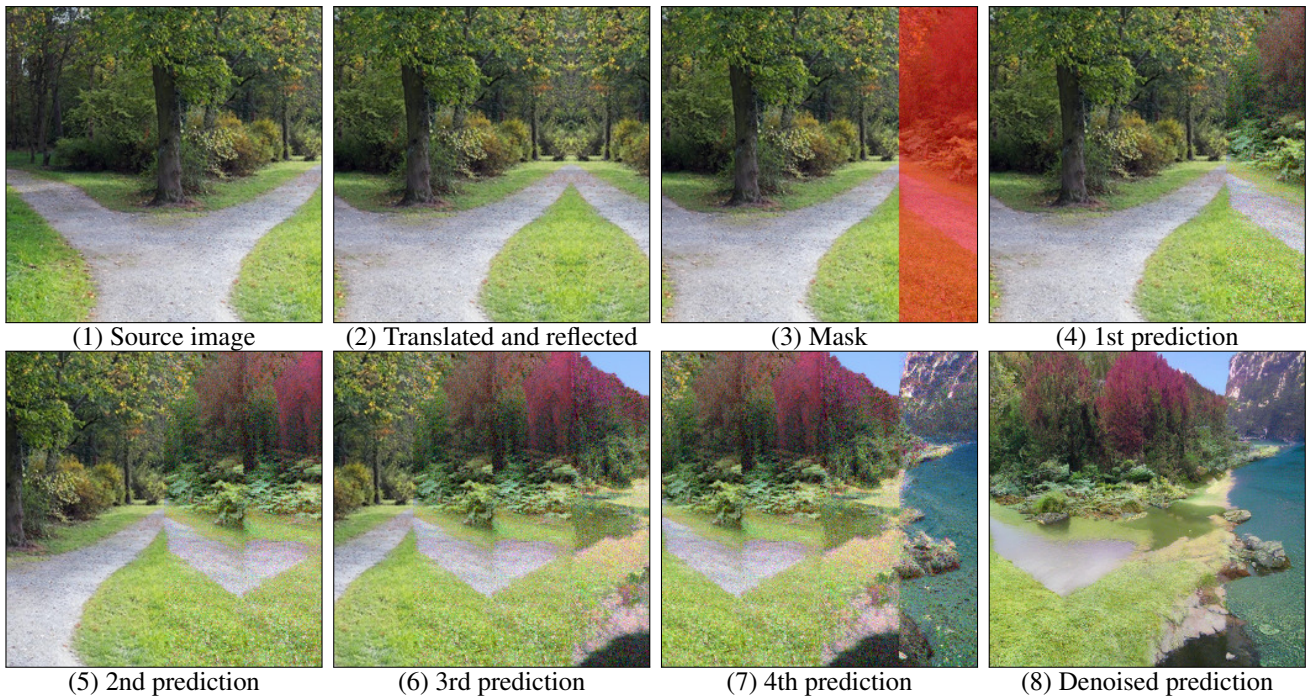 (1) Source image
(2) Translated and reflected
(3) Mask
(4) 1st prediction
(5) 2nd prediction
(6) 3rd prediction
(7) 4th prediction
(8) Denoised prediction